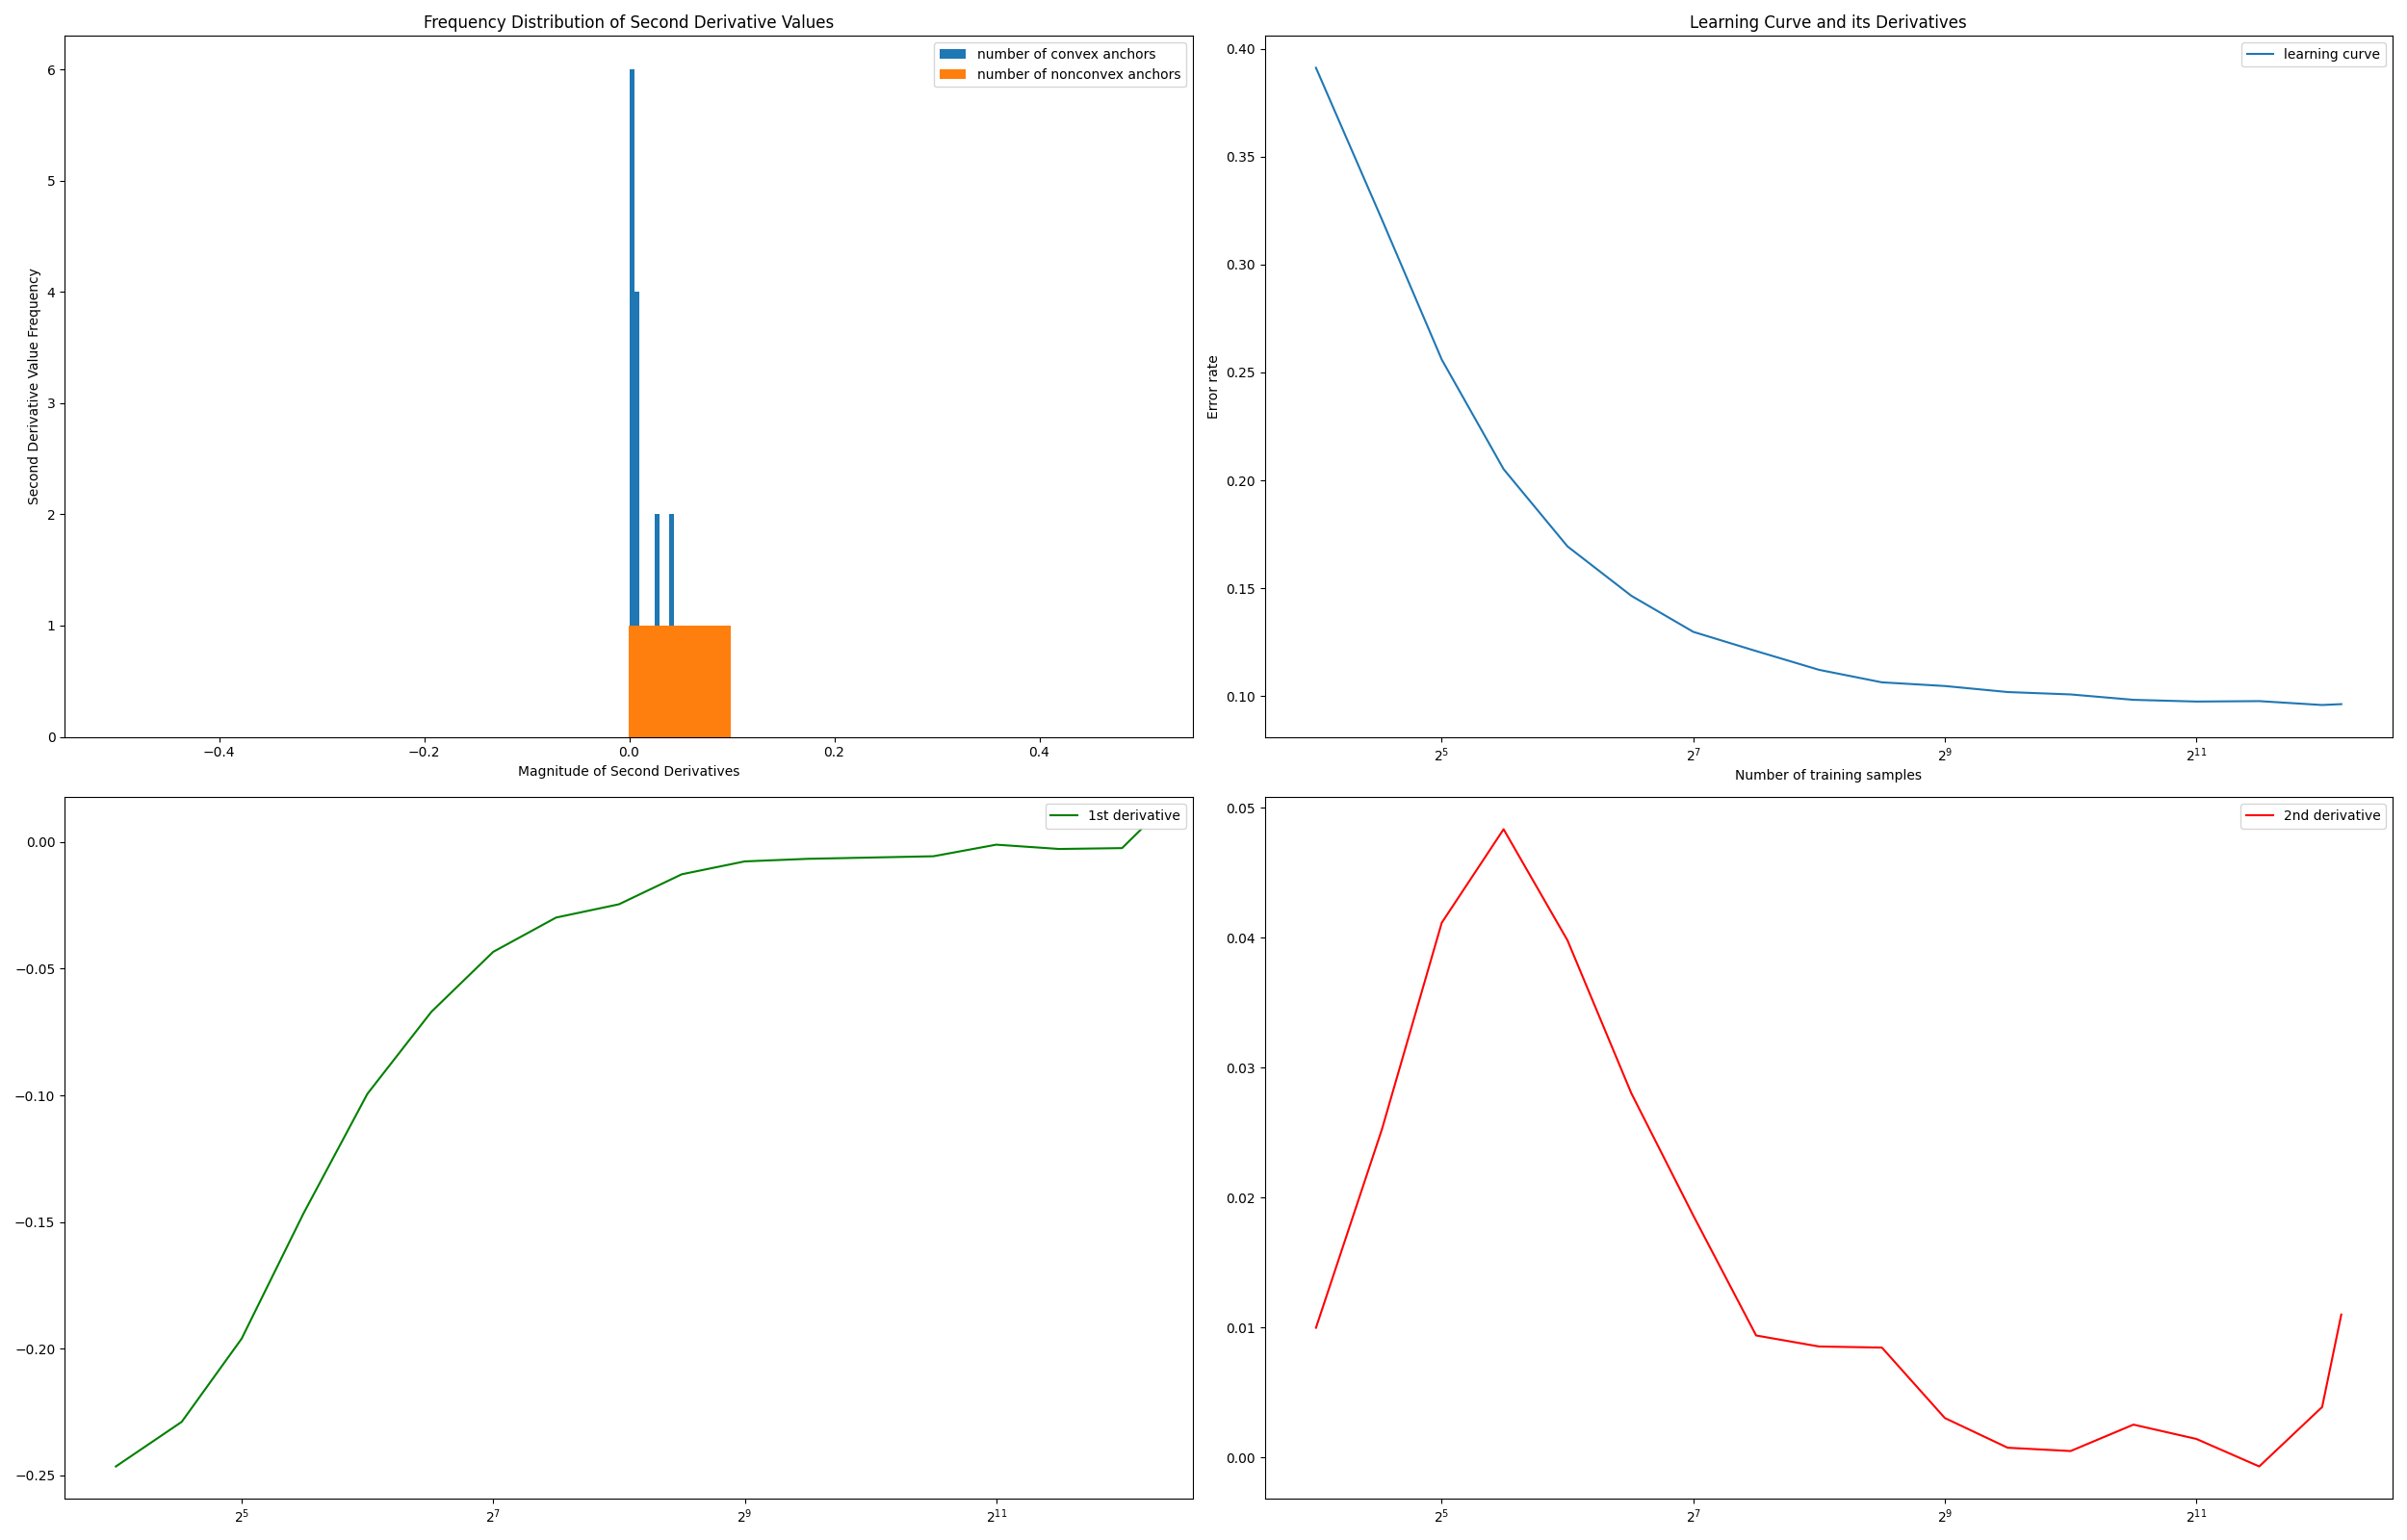 Frequency Distribution of Second Derivative Values
number of convex anchors
number of nonconvex anchors
Second Derivative Value Frequency
6
5
4
3
2
1
0
−0.4 −0.2 0.0 0.2 0.4
Magnitude of Second Derivatives
Learning Curve and its Derivatives
learning curve
Error rate
0.40
0.35
0.30
0.25
0.20
0.15
0.10
2⁵ 2⁷ 2⁹ 2¹¹
Number of training samples
1st derivative
0.00
−0.05
−0.10
−0.15
−0.20
−0.25
2⁵ 2⁷ 2⁹ 2¹¹
2nd derivative
0.05
0.04
0.03
0.02
0.01
0.00
2⁵ 2⁷ 2⁹ 2¹¹